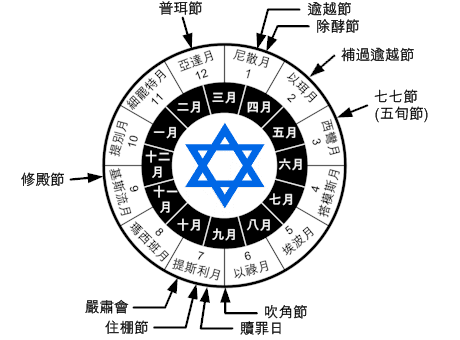 普珥節
逾越節
除酵節
補過逾越節
七七節
(五旬節)
修殿節
嚴肅會
住棚節
贖罪日
吹角節
尼散月
1
以珥月
2
西彎月
3
搭模斯月
4
埃波月
5
以祿月
6
提斯利月
7
瑪西班月
8
基斯流月
9
提別月
10
細罷特月
11
亞達月
12
三月
四月
五月
六月
七月
八月
九月
十月
十一
月
十二
月
一月
二月